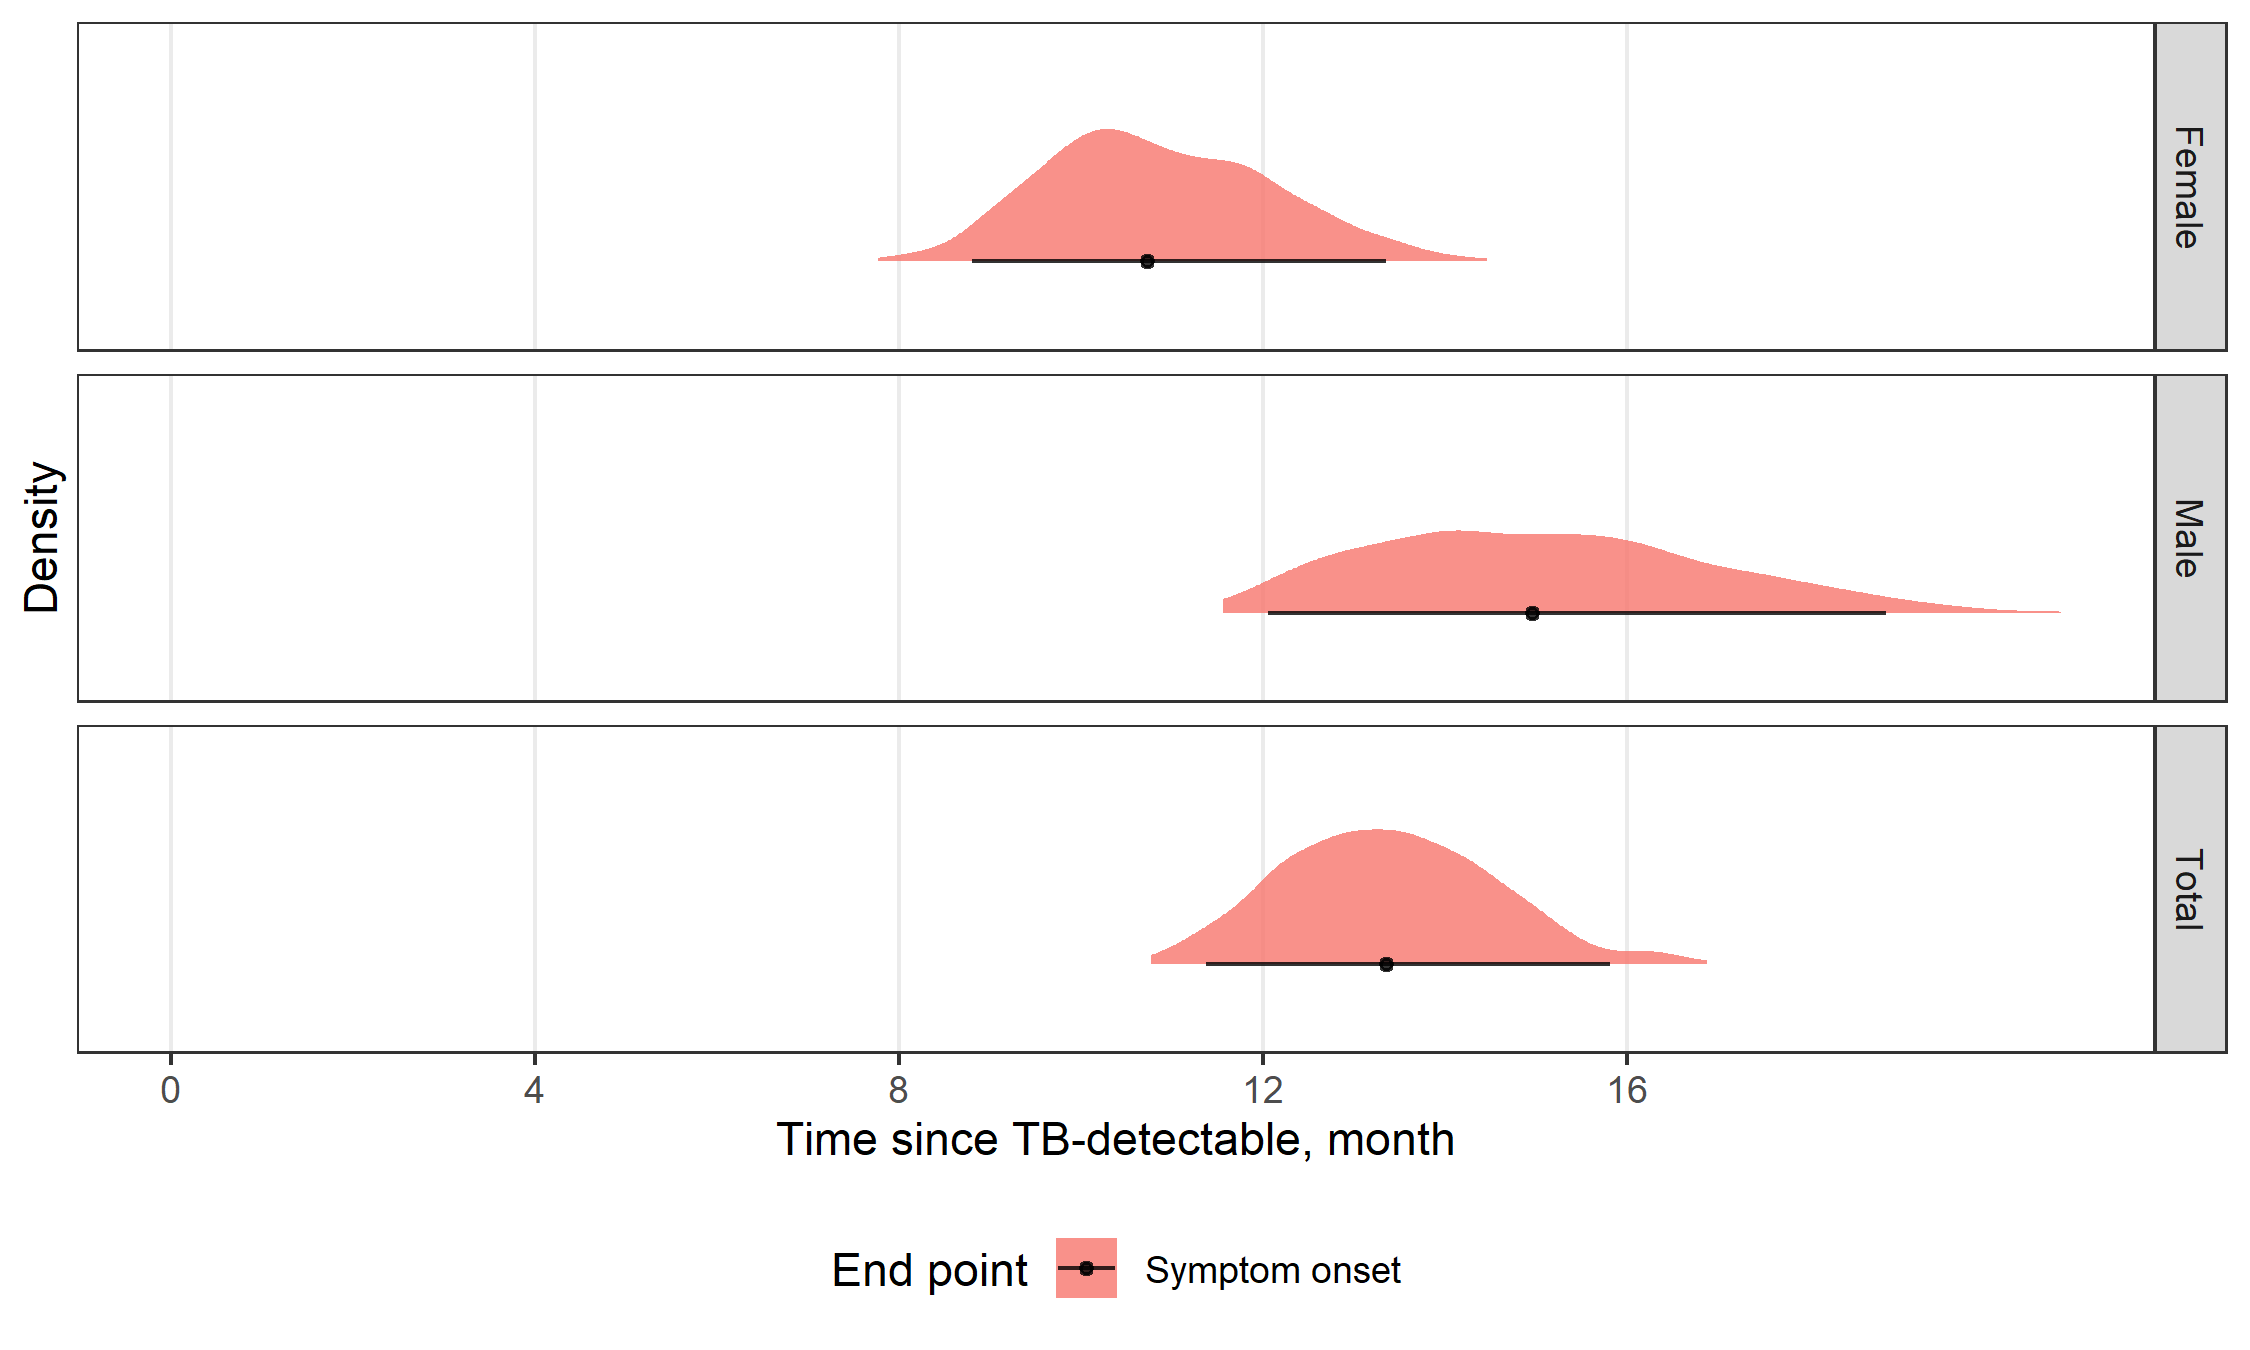 Female
Male
Total
Density
0 4 8 12 16
Time since TB-detectable, month
End point Symptom onset